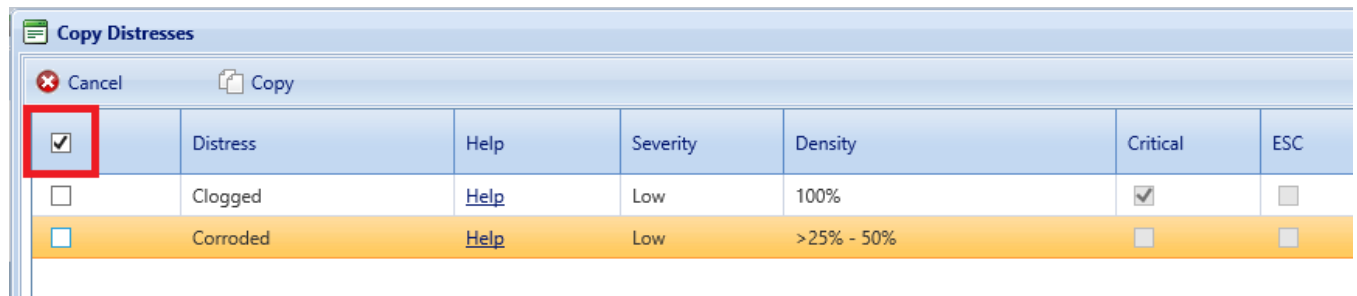 Copy Distresses
Cancel Copy
Distress Help Severity Density Critical ESC
Clogged Help Low 100%
Corroded Help Low >25% - 50%